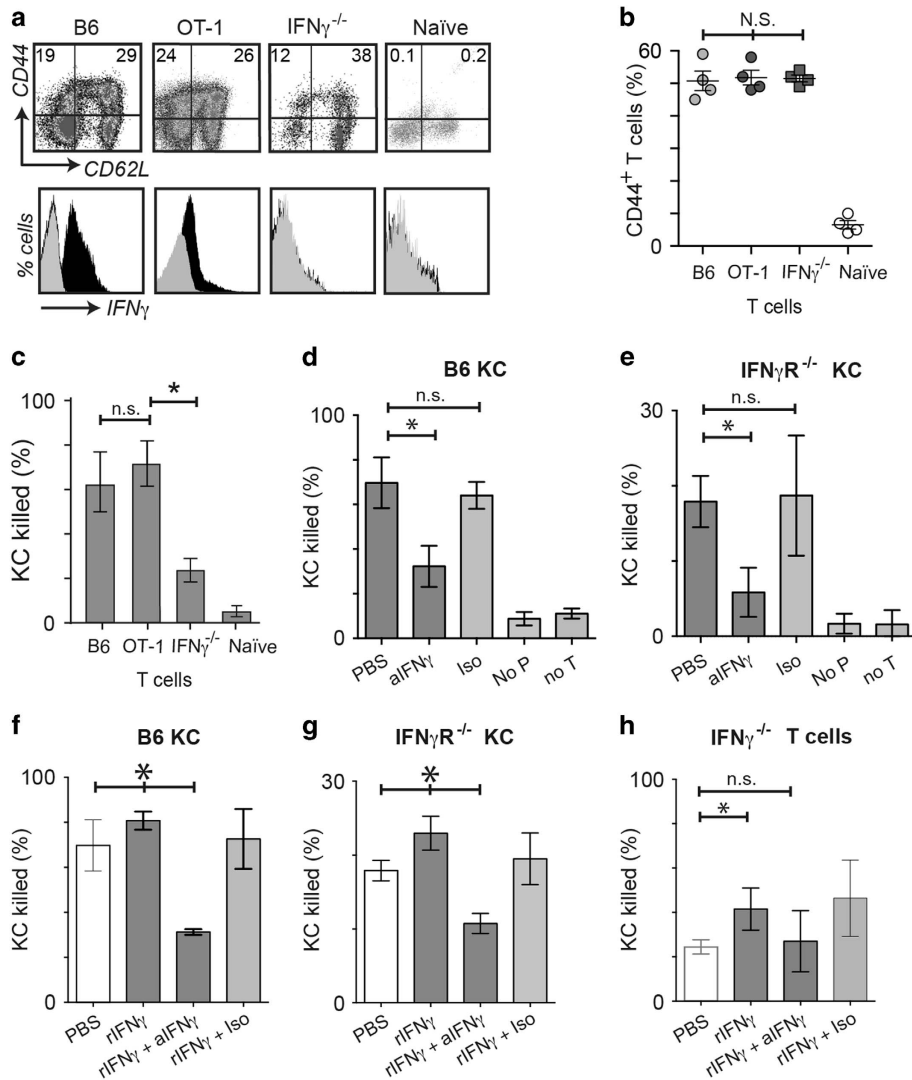 a
B6 OT-1 IFNγ-/- Naïve
19 29 24 26 12 38 0.1 0.2
CD44
CD62L
% cells
IFNγ
b
N.S.
60
0
CD44+ T cells (%)
B6 OT-1 IFNγ-/- Naïve
T cells
c
100
0
KC killed (%)
n.s. *
B6 OT-1 IFNγ-/- Naïve
T cells
d
B6 KC
n.s.
*
100
0
KC killed (%)
PBS aIFNγ Iso No P no T
e
IFNγR-/- KC
n.s.
*
30
0
KC killed (%)
PBS aIFNγ Iso No P no T
f
B6 KC
*
100
0
KC killed (%)
PBS rIFNγ rIFNγ + aIFNγ rIFNγ + Iso
g
IFNγR-/- KC
*
30
0
KC killed (%)
PBS rIFNγ rIFNγ + aIFNγ rIFNγ + Iso
h
IFNγ-/- T cells
n.s.
*
100
0
KC killed (%)
PBS rIFNγ rIFNγ + aIFNγ rIFNγ + Iso